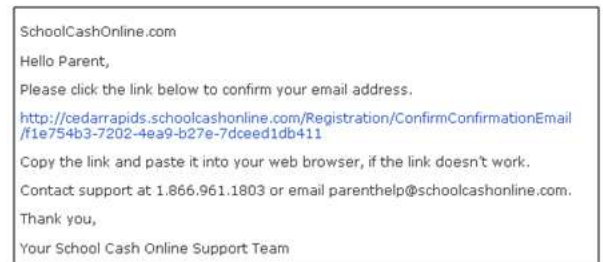 SchoolCashOnline.com
Hello Parent,
Please click the link below to confirm your email address.
http://cedarrapids.schoolcashonline.com/Registration/ConfirmConfirmationEmail
/f1e754b3-7202-4ea9-b27e-7dceed1db411
Copy the link and paste it into your web browser, if the link doesn't work.
Contact support at 1.866.961.1803 or email parenthelp@schoolcashonline.com.
Thank you,
Your School Cash Online Support Team